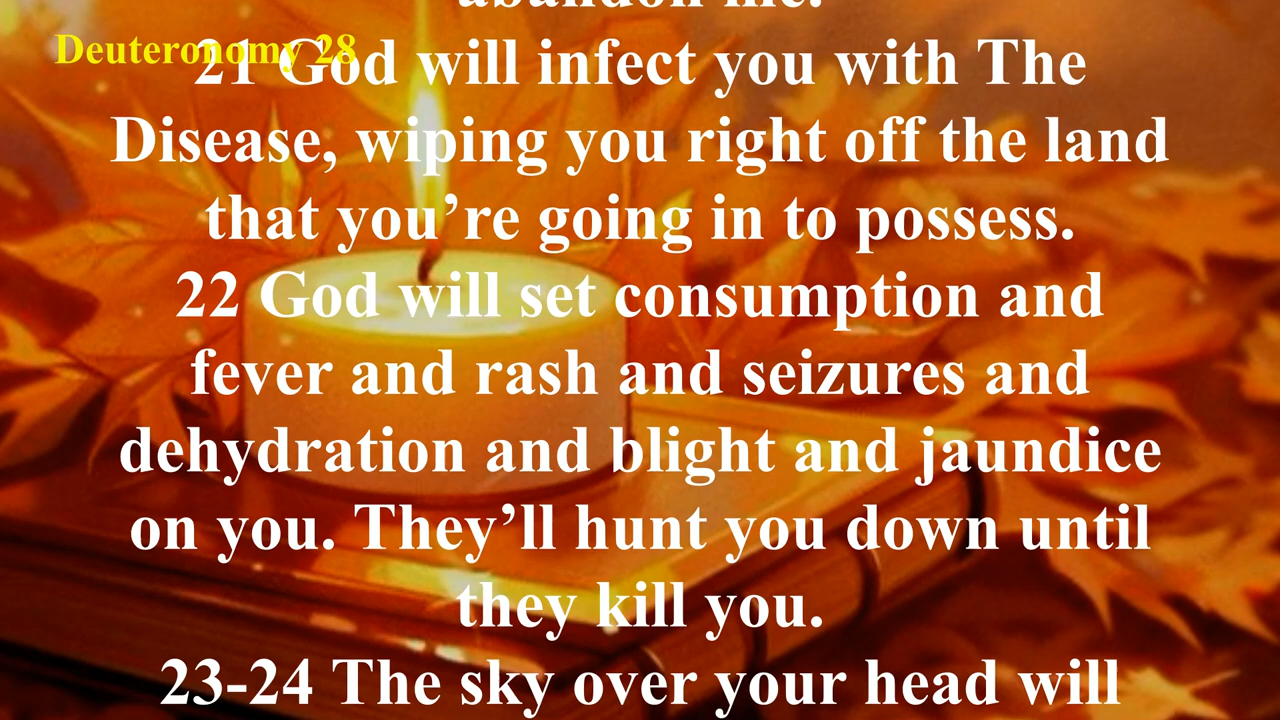 abandon me.
Deuteronomy 28
21 God will infect you with The
Disease, wiping you right off the land
that you’re going in to possess.
22 God will set consumption and
fever and rash and seizures and
dehydration and blight and jaundice
on you. They’ll hunt you down until
they kill you.
23-24 The sky over your head will